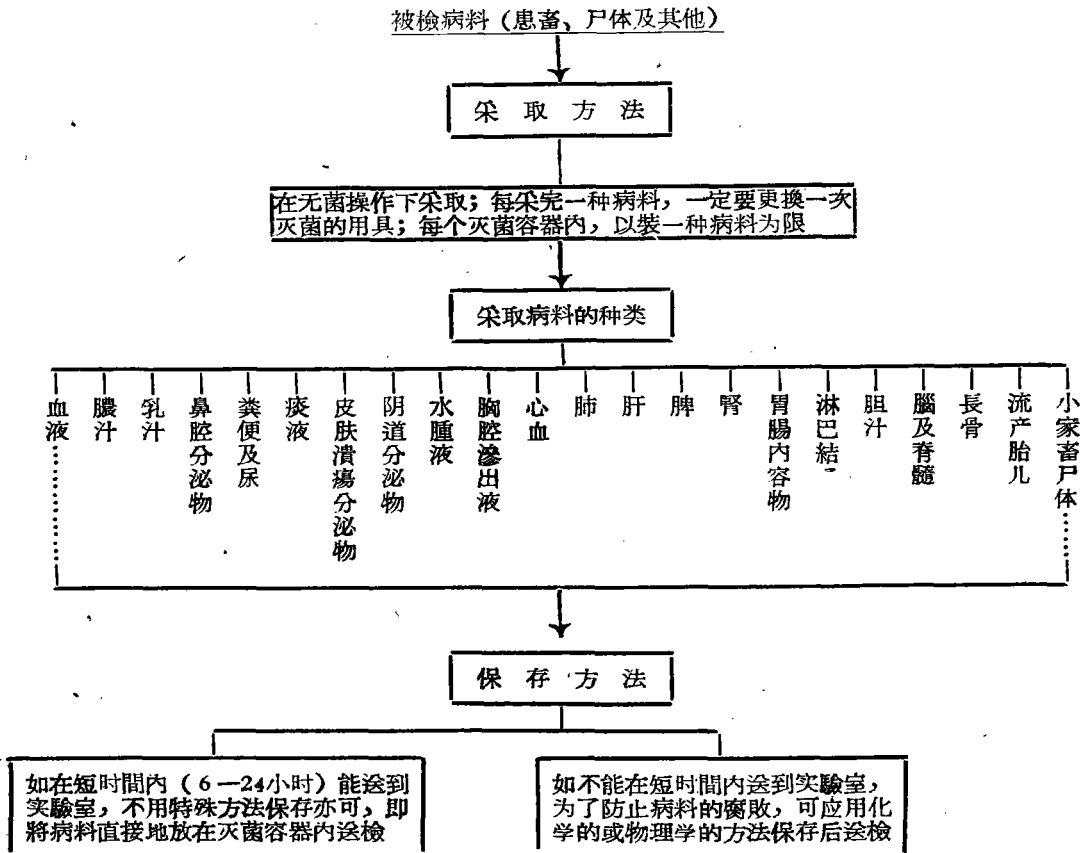 被檢病料（患畜、尸体及其他）
采取方法
在无菌操作下采取；每采完一种病料，一定要更換一次
灭菌的用具；每个灭菌容器內，以裝一种病料为限
采取病料的种类
血液………
膿汁
乳汁
鼻腔分泌物
粪便及尿
痰液
皮肤潰瘍分泌物
阴道分泌物
水腫液
胸腔滲出液
心血
肺
肝
脾
腎
胃腸內容物
淋巴結
胆汁
腦及脊髓
長骨
流产胎儿
小家畜尸体……
保存方法
如在短时間內（6—24小时）能送到
实驗室，不用特殊方法保存亦可，即
將病料直接地放在灭菌容器內送檢
如不能在短时間内送到实驗室，
为了防止病料的腐敗，可应用化
学的或物理学的方法保存后送檢